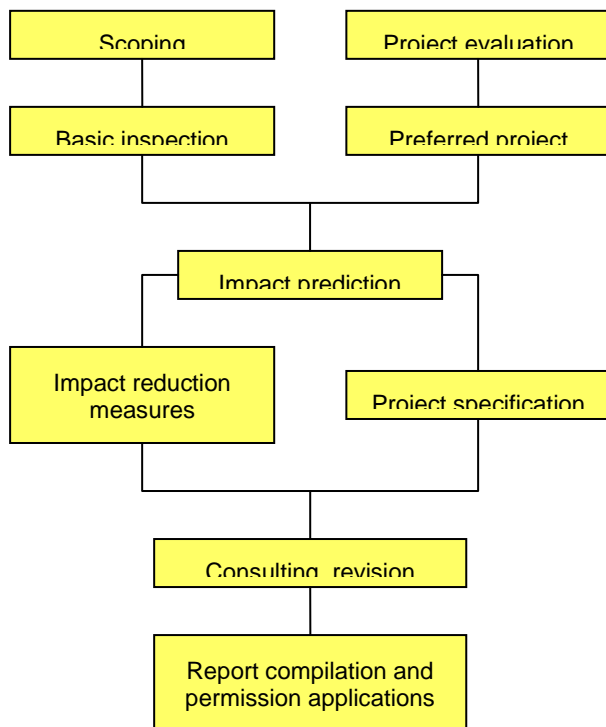 Scoping
Project evaluation
Basic inspection
Preferred project
Impact prediction
Impact reduction
measures
Project specification
Consulting, revision
Report compilation and
permission applications